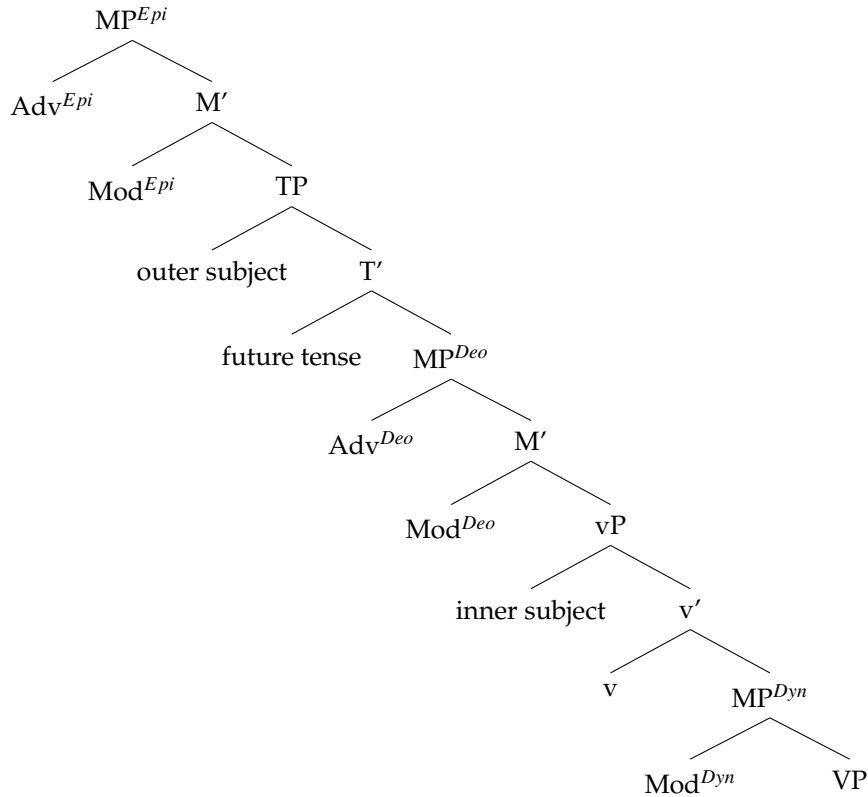 MP^Epi
Adv^Epi M′
Mod^Epi TP
outer subject T′
future tense MP^Deo
Adv^Deo M′
Mod^Deo vP
inner subject v′
v MP^Dyn
Mod^Dyn VP